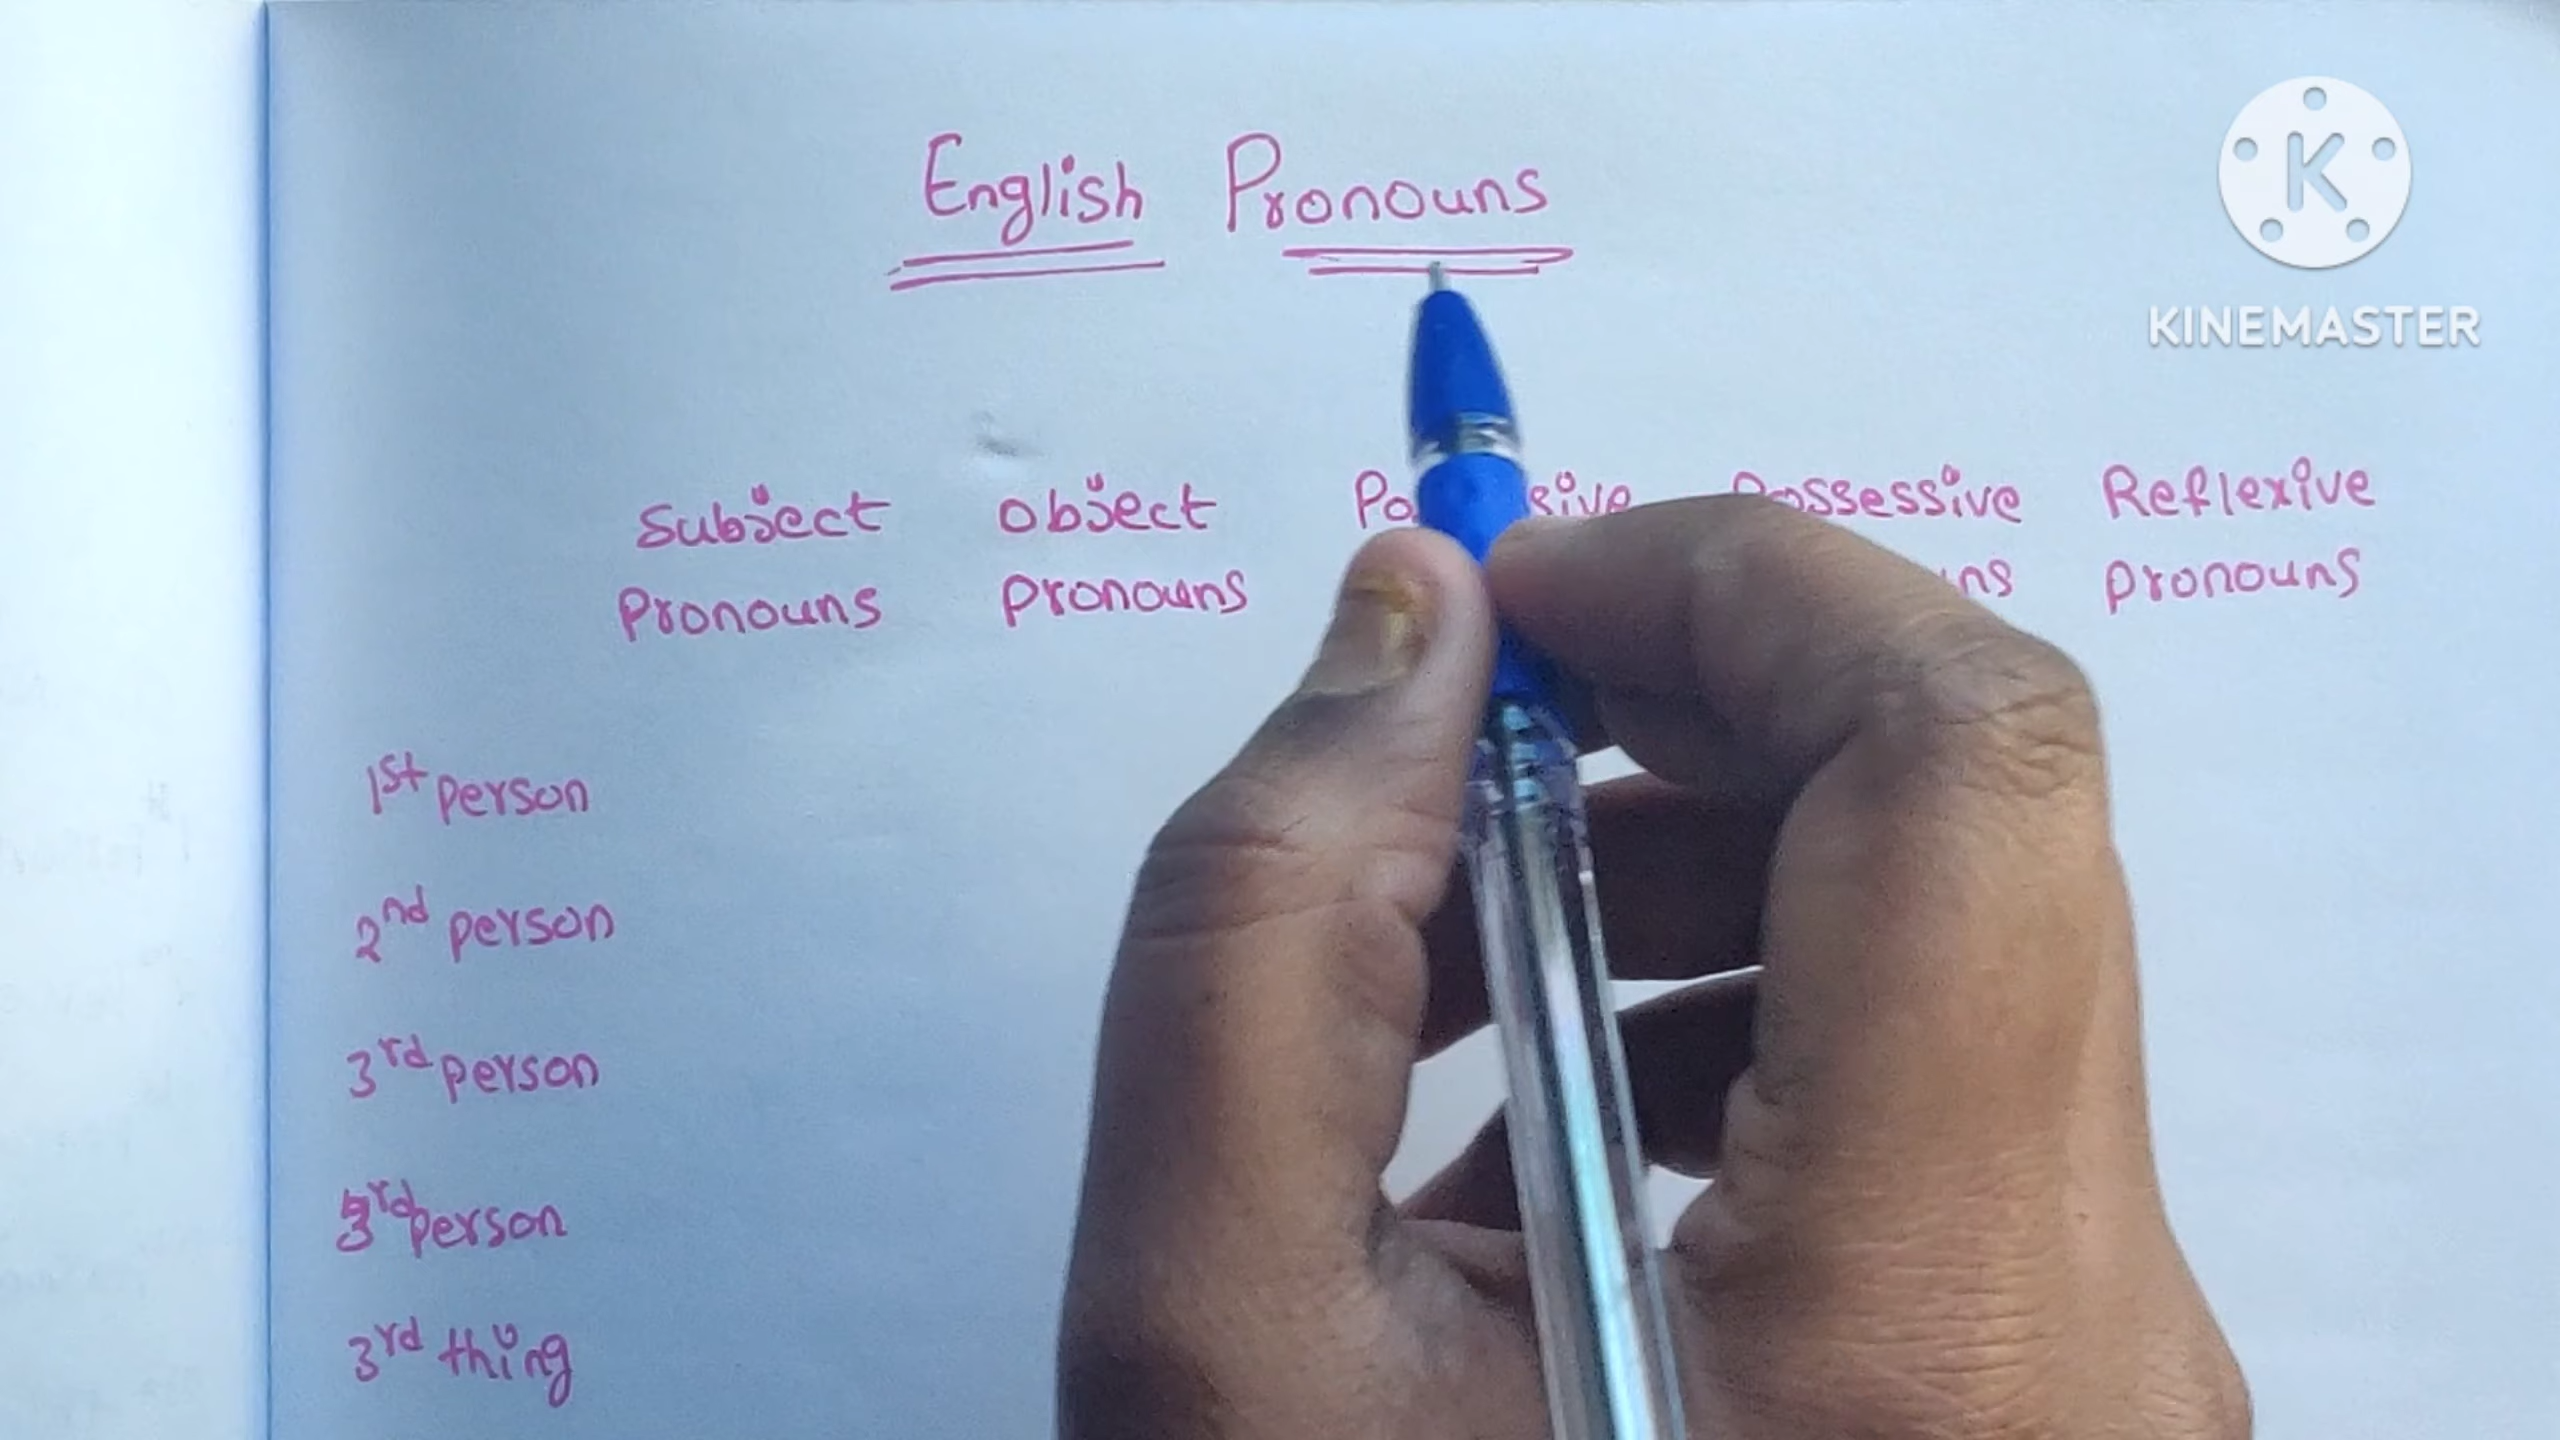 English Pronouns
KINEMASTER
Subject Object Possessive Reflexive
Pronouns Pronouns Pronouns
1st person
2nd person
3rd person
3rd person
3rd thing